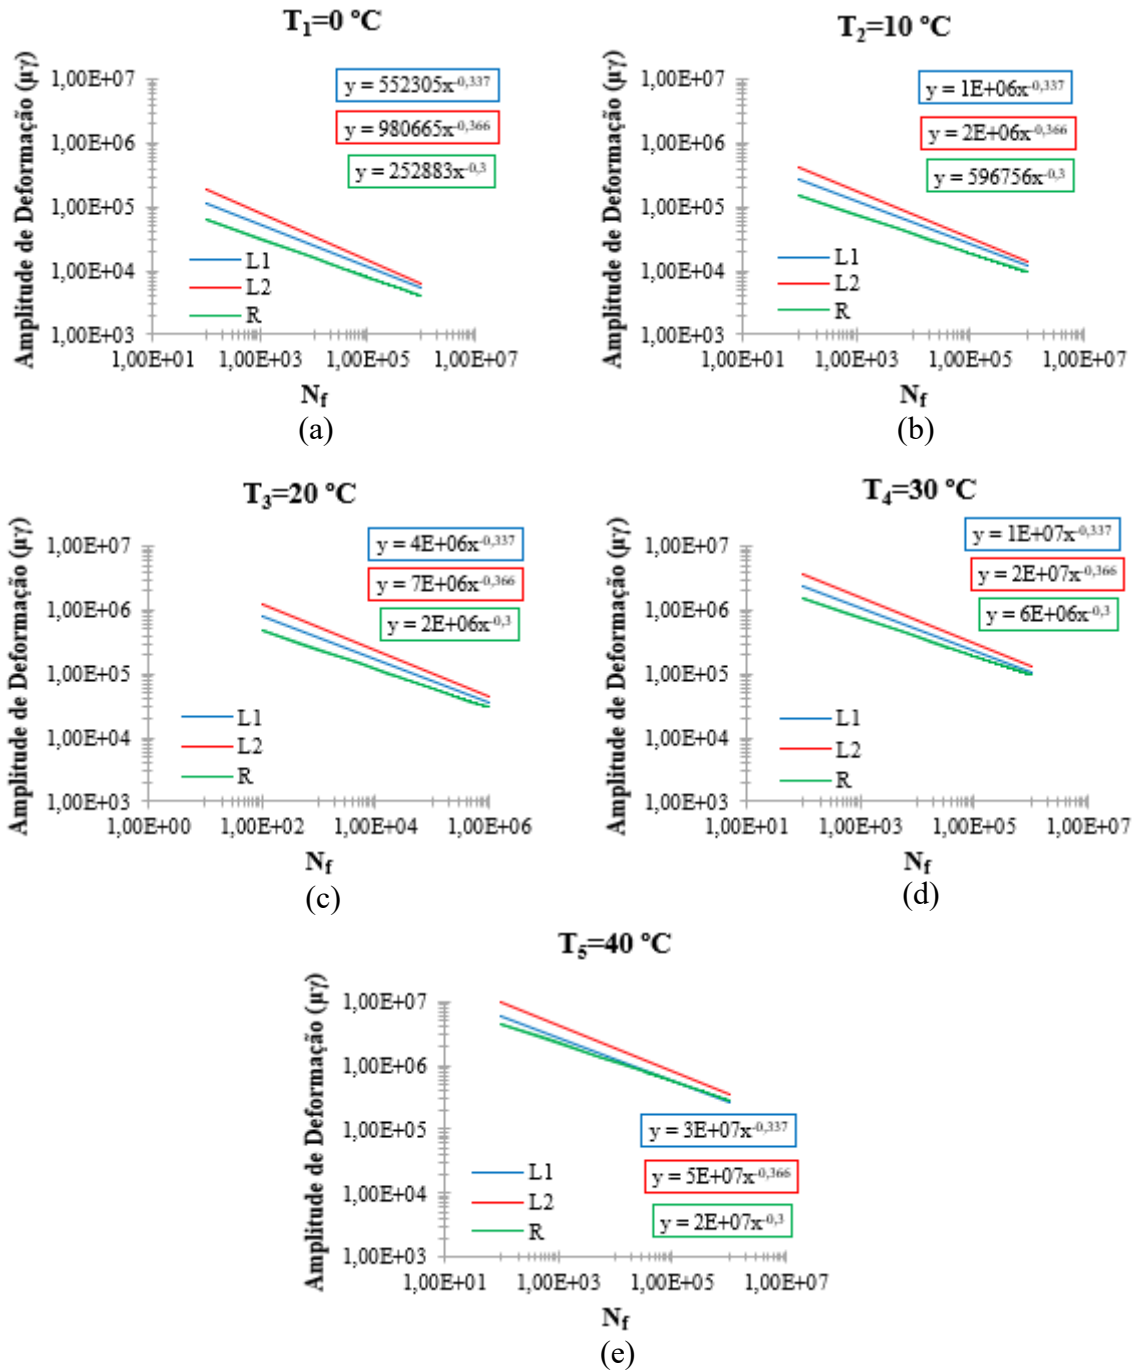 T₁=0 ºC
Amplitude de Deformação (µγ)
1,00E+07
1,00E+06
1,00E+05
1,00E+04
1,00E+03
y = 552305x⁻⁰,³³⁷
y = 980665x⁻⁰,³⁶⁶
y = 252883x⁻⁰,³
L1
L2
R
1,00E+01 1,00E+03 1,00E+05 1,00E+07
N_f
(a)
T₂=10 ºC
Amplitude de Deformação (µγ)
1,00E+07
1,00E+06
1,00E+05
1,00E+04
1,00E+03
y = 1E+06x⁻⁰,³³⁷
y = 2E+06x⁻⁰,³⁶⁶
y = 596756x⁻⁰,³
L1
L2
R
1,00E+01 1,00E+03 1,00E+05 1,00E+07
N_f
(b)
T₃=20 ºC
Amplitude de Deformação (µγ)
1,00E+07
1,00E+06
1,00E+05
1,00E+04
1,00E+03
y = 4E+06x⁻⁰,³³⁷
y = 7E+06x⁻⁰,³⁶⁶
y = 2E+06x⁻⁰,³
L1
L2
R
1,00E+00 1,00E+02 1,00E+04 1,00E+06
N_f
(c)
T₄=30 ºC
Amplitude de Deformação (µγ)
1,00E+07
1,00E+06
1,00E+05
1,00E+04
1,00E+03
y = 1E+07x⁻⁰,³³⁷
y = 2E+07x⁻⁰,³⁶⁶
y = 6E+06x⁻⁰,³
L1
L2
R
1,00E+01 1,00E+03 1,00E+05 1,00E+07
N_f
(d)
T₅=40 ºC
Amplitude de Deformação (µγ)
1,00E+07
1,00E+06
1,00E+05
1,00E+04
1,00E+03
y = 3E+07x⁻⁰,³³⁷
y = 5E+07x⁻⁰,³⁶⁶
y = 2E+07x⁻⁰,³
L1
L2
R
1,00E+01 1,00E+03 1,00E+05 1,00E+07
N_f
(e)